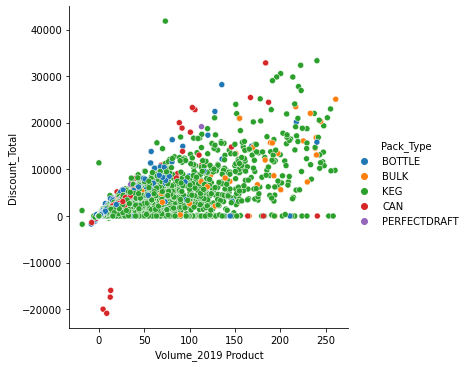 40000
30000
20000
10000
0
−10000
−20000
Discount_Total
0
50
100
150
200
250
Volume_2019 Product
Pack_Type
BOTTLE
BULK
KEG
CAN
PERFECTDRAFT